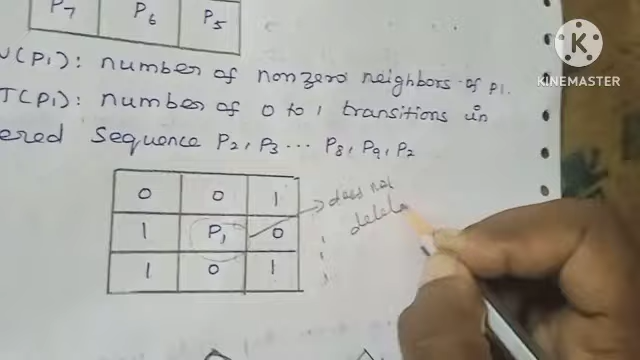 P7 P6 P5
N(P1): number of nonzero neighbors of P1.
T(P1): number of 0 to 1 transitions in
ered sequence P2, P3 ... P8, P9, P2
0 0 1
1 P1 0
1 0 1
does not
delete
K
KINEMASTER